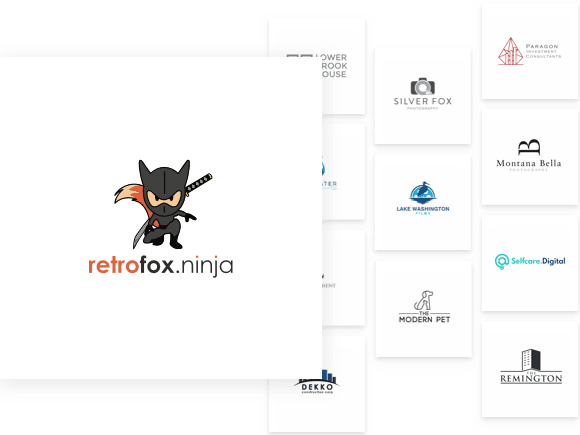 retrofox.ninja
LOWER
ROOK
OUSE
TER
MENT
DEKKO
construction corp
SILVER FOX
PHOTOGRAPHY
LAKE WASHINGTON
FILMS
THE
MODERN PET
PARAGON
INVESTMENT
CONSULTANTS
Montana Bella
PHOTOGRAPHY
Selfcare.Digital
THE
REMINGTON